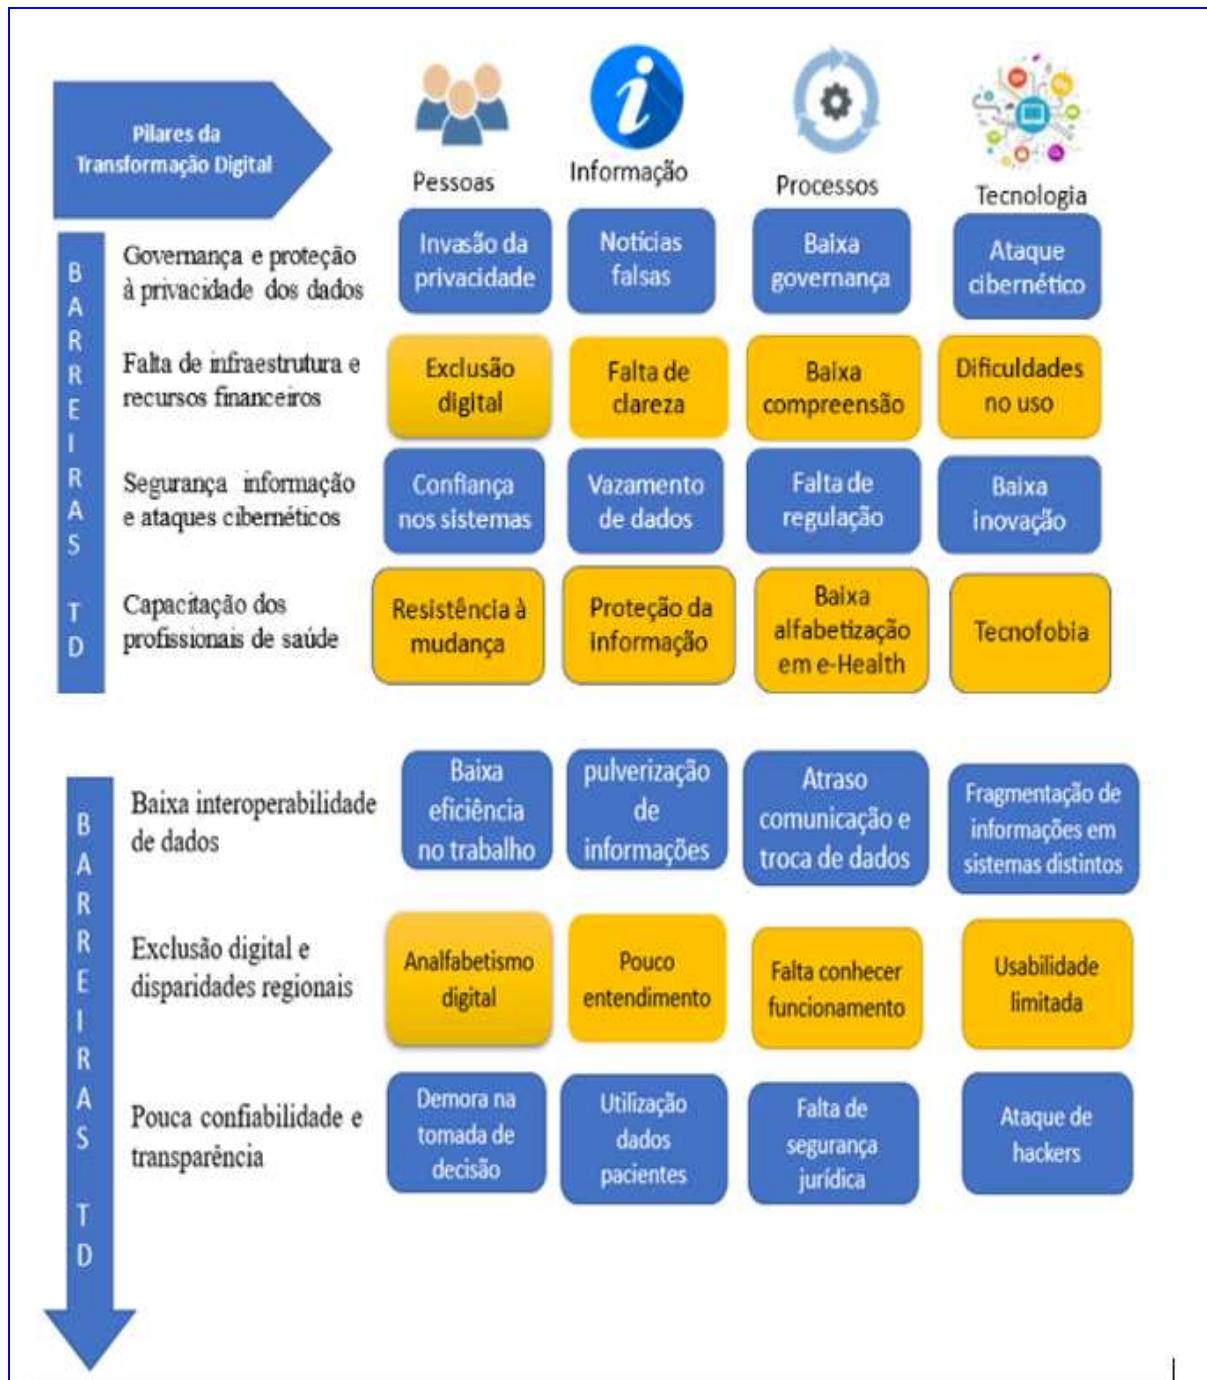 Pilares da
Transformação Digital
Pessoas
Informação
Processos
Tecnologia
BARREIRAS TD
Governança e proteção
à privacidade dos dados
Invasão da
privacidade
Notícias
falsas
Baixa
governança
Ataque
cibernético
Falta de infraestrutura e
recursos financeiros
Exclusão
digital
Falta de
clareza
Baixa
compreensão
Dificuldades
no uso
Segurança informação
e ataques cibernéticos
Confiança
nos sistemas
Vazamento
de dados
Falta de
regulação
Baixa
inovação
Capacitação dos
profissionais de saúde
Resistência à
mudança
Proteção da
informação
Baixa
alfabetização
em e-Health
Tecnofobia
BARREIRAS TD
Baixa interoperabilidade
de dados
Baixa
eficiência
no trabalho
pulverização
de
informações
Atraso
comunicação e
troca de dados
Fragmentação de
informações em
sistemas distintos
Exclusão digital e
disparidades regionais
Analfabetismo
digital
Pouco
entendimento
Falta conhecer
funcionamento
Usabilidade
limitada
Pouca confiabilidade e
transparência
Demora na
tomada de
decisão
Utilização
dados
pacientes
Falta de
segurança
jurídica
Ataque de
hackers